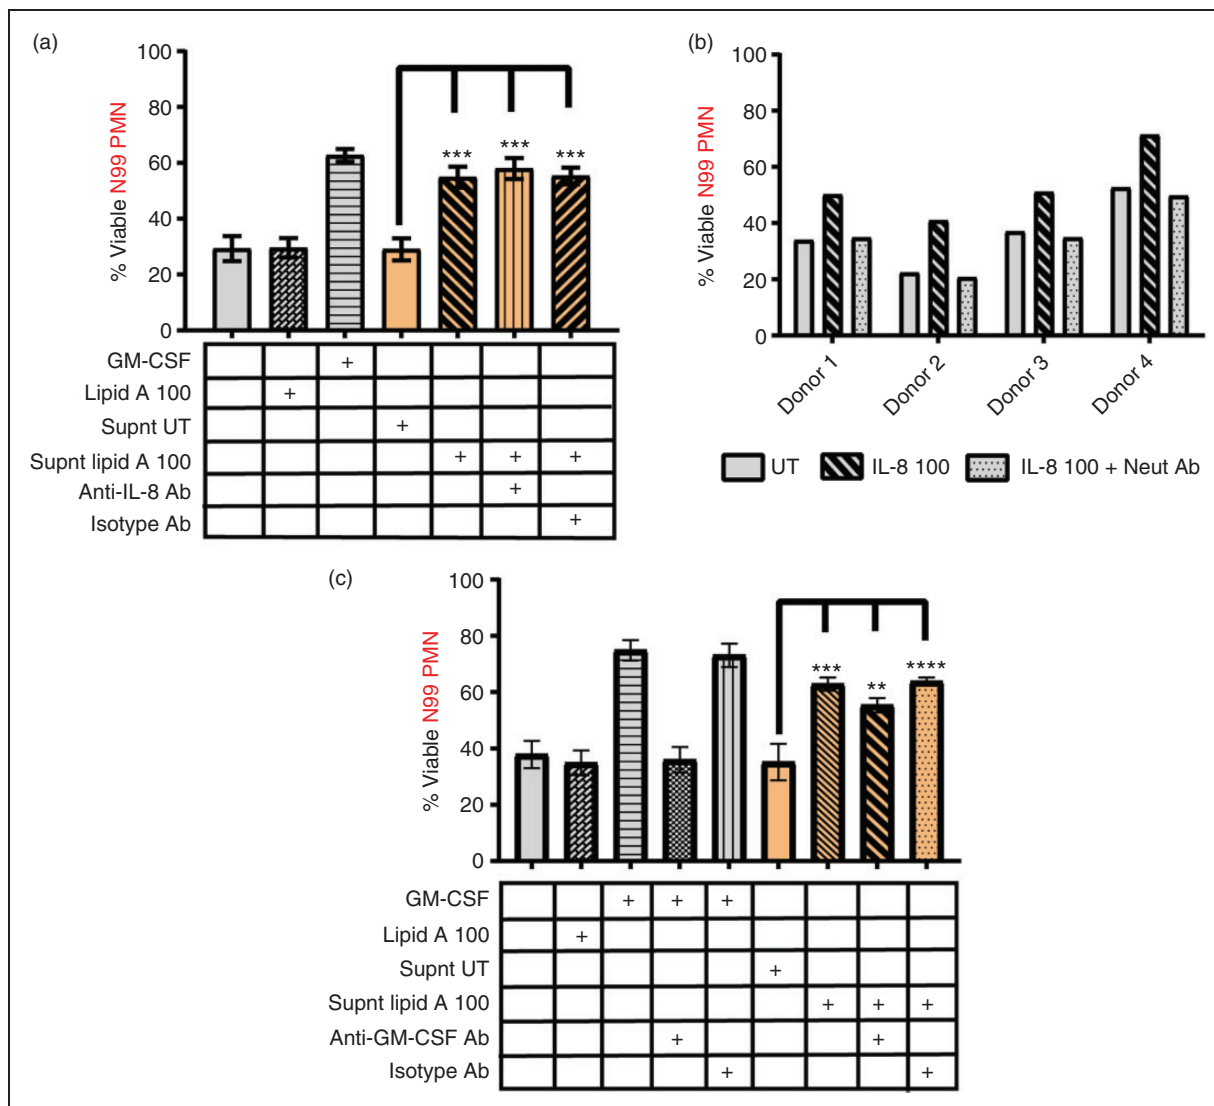 (a)
100
80
60
40
20
0
% Viable N99 PMN
*** *** ***
GM-CSF +
Lipid A 100 +
Supnt UT +
Supnt lipid A 100 + + +
Anti-IL-8 Ab +
Isotype Ab +
(b)
100
80
60
40
20
0
% Viable N99 PMN
Donor 1 Donor 2 Donor 3 Donor 4
UT IL-8 100 IL-8 100 + Neut Ab
(c)
100
80
60
40
20
0
% Viable N99 PMN
*** ** ****
GM-CSF + + +
Lipid A 100 +
Supnt UT +
Supnt lipid A 100 + + +
Anti-GM-CSF Ab + +
Isotype Ab + +